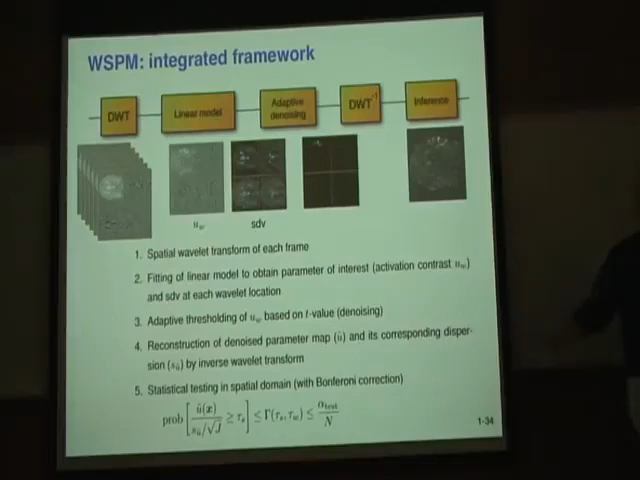 WSPM: integrated framework
DWT
Linear model
Adaptive
denoising
DWT⁻¹
Inference
u_w
sdv
1. Spatial wavelet transform of each frame
2. Fitting of linear model to obtain parameter of interest (activation contrast u_w)
and sdv at each wavelet location
3. Adaptive thresholding of u_w based on t-value (denoising)
4. Reconstruction of denoised parameter map (ũ) and its corresponding disper-
sion (s_ũ) by inverse wavelet transform
5. Statistical testing in spatial domain (with Bonferoni correction)
prob[ũ(x)/(s_ũ/√J) ≥ τ_s] ≤ Γ(τ_s, τ_w) ≤ α_test/N
1-34